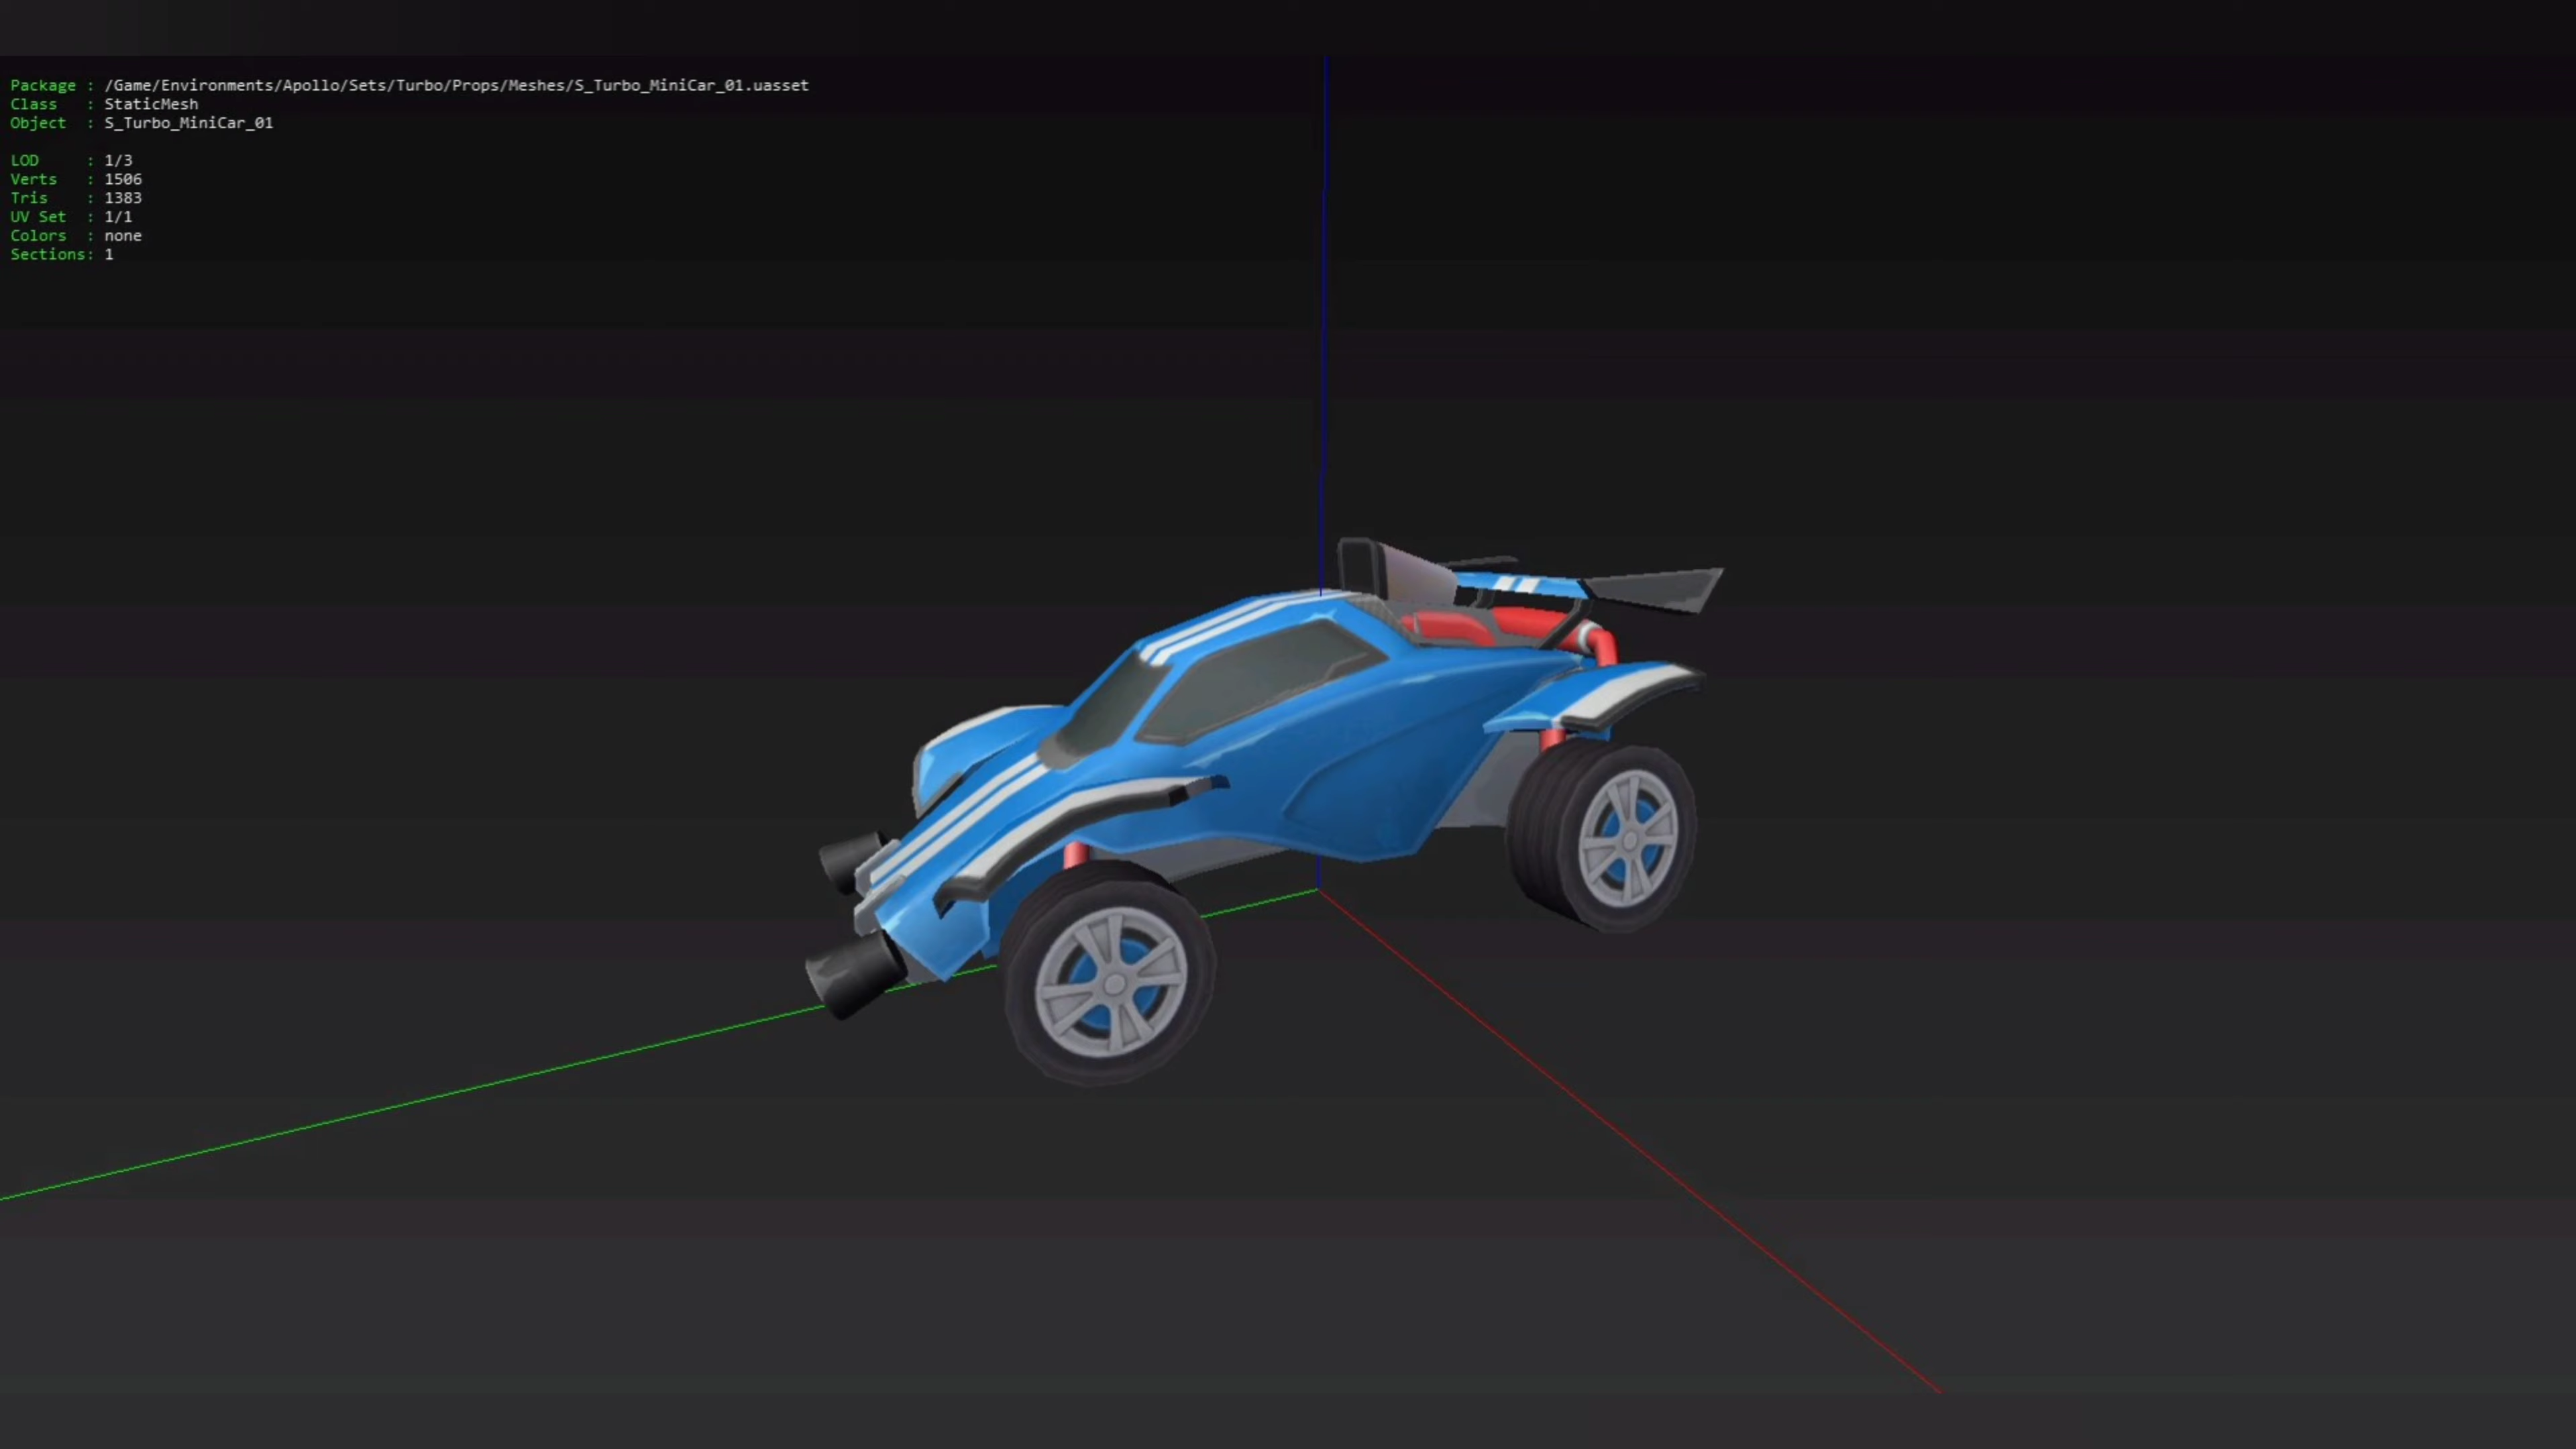 Package : /Game/Environments/Apollo/Sets/Turbo/Props/Meshes/S_Turbo_MiniCar_01.uasset
Class : StaticMesh
Object : S_Turbo_MiniCar_01
LOD : 1/3
Verts : 1506
Tris : 1383
UV Set : 1/1
Colors : none
Sections: 1